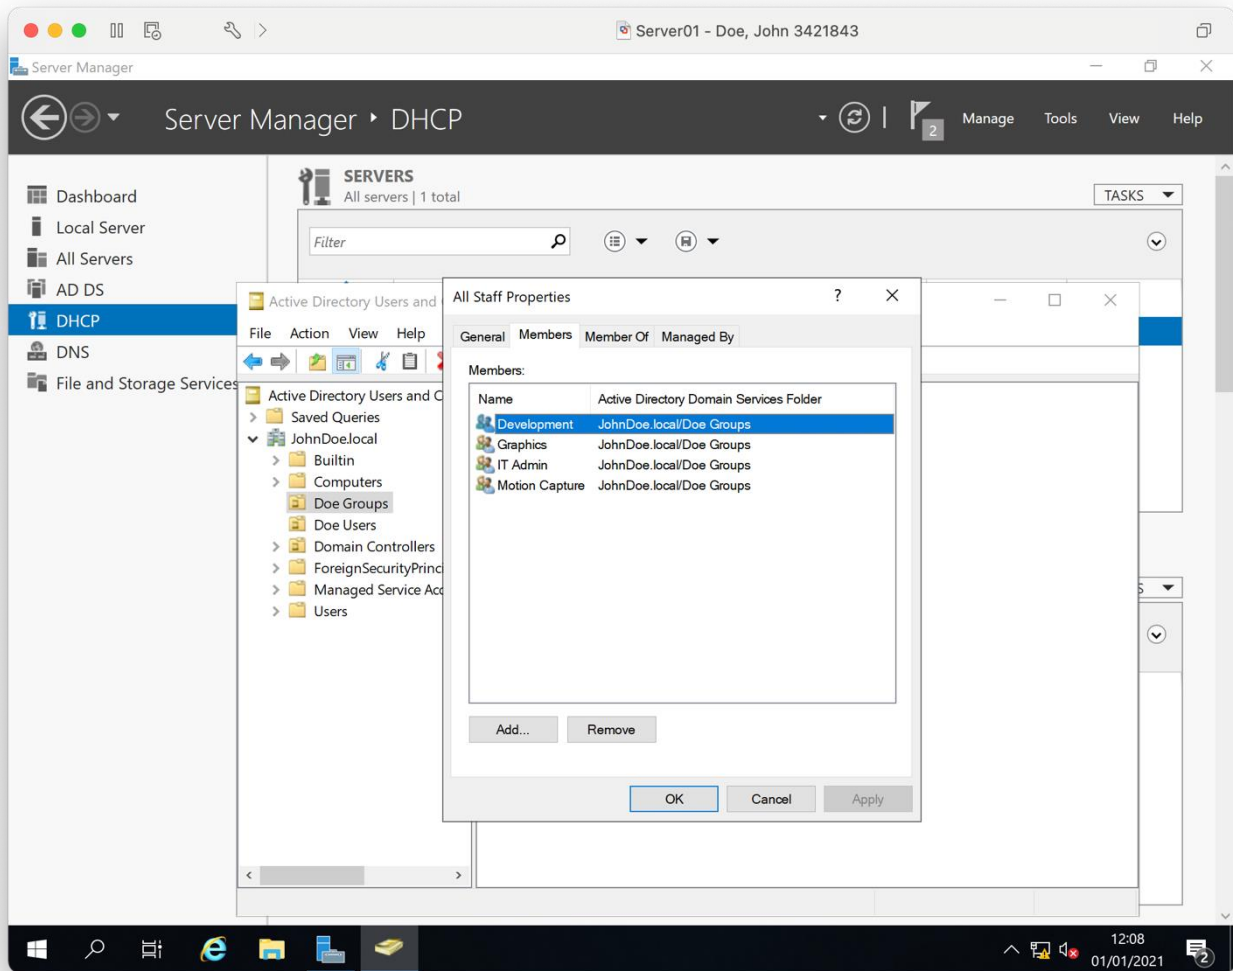 Server01 - Doe, John 3421843
Server Manager
Server Manager ‣ DHCP
2
Manage Tools View Help
Dashboard
Local Server
All Servers
AD DS
DHCP
DNS
File and Storage Services
SERVERS
All servers | 1 total
TASKS
Filter
Active Directory Users and
File Action View Help
Active Directory Users and C
Saved Queries
JohnDoe.local
Builtin
Computers
Doe Groups
Doe Users
Domain Controllers
ForeignSecurityPrinci
Managed Service Acc
Users
All Staff Properties
General Members Member Of Managed By
Members:
Name Active Directory Domain Services Folder
Development JohnDoe.local/Doe Groups
Graphics JohnDoe.local/Doe Groups
IT Admin JohnDoe.local/Doe Groups
Motion Capture JohnDoe.local/Doe Groups
Add... Remove
OK Cancel Apply
S
12:08
01/01/2021
2